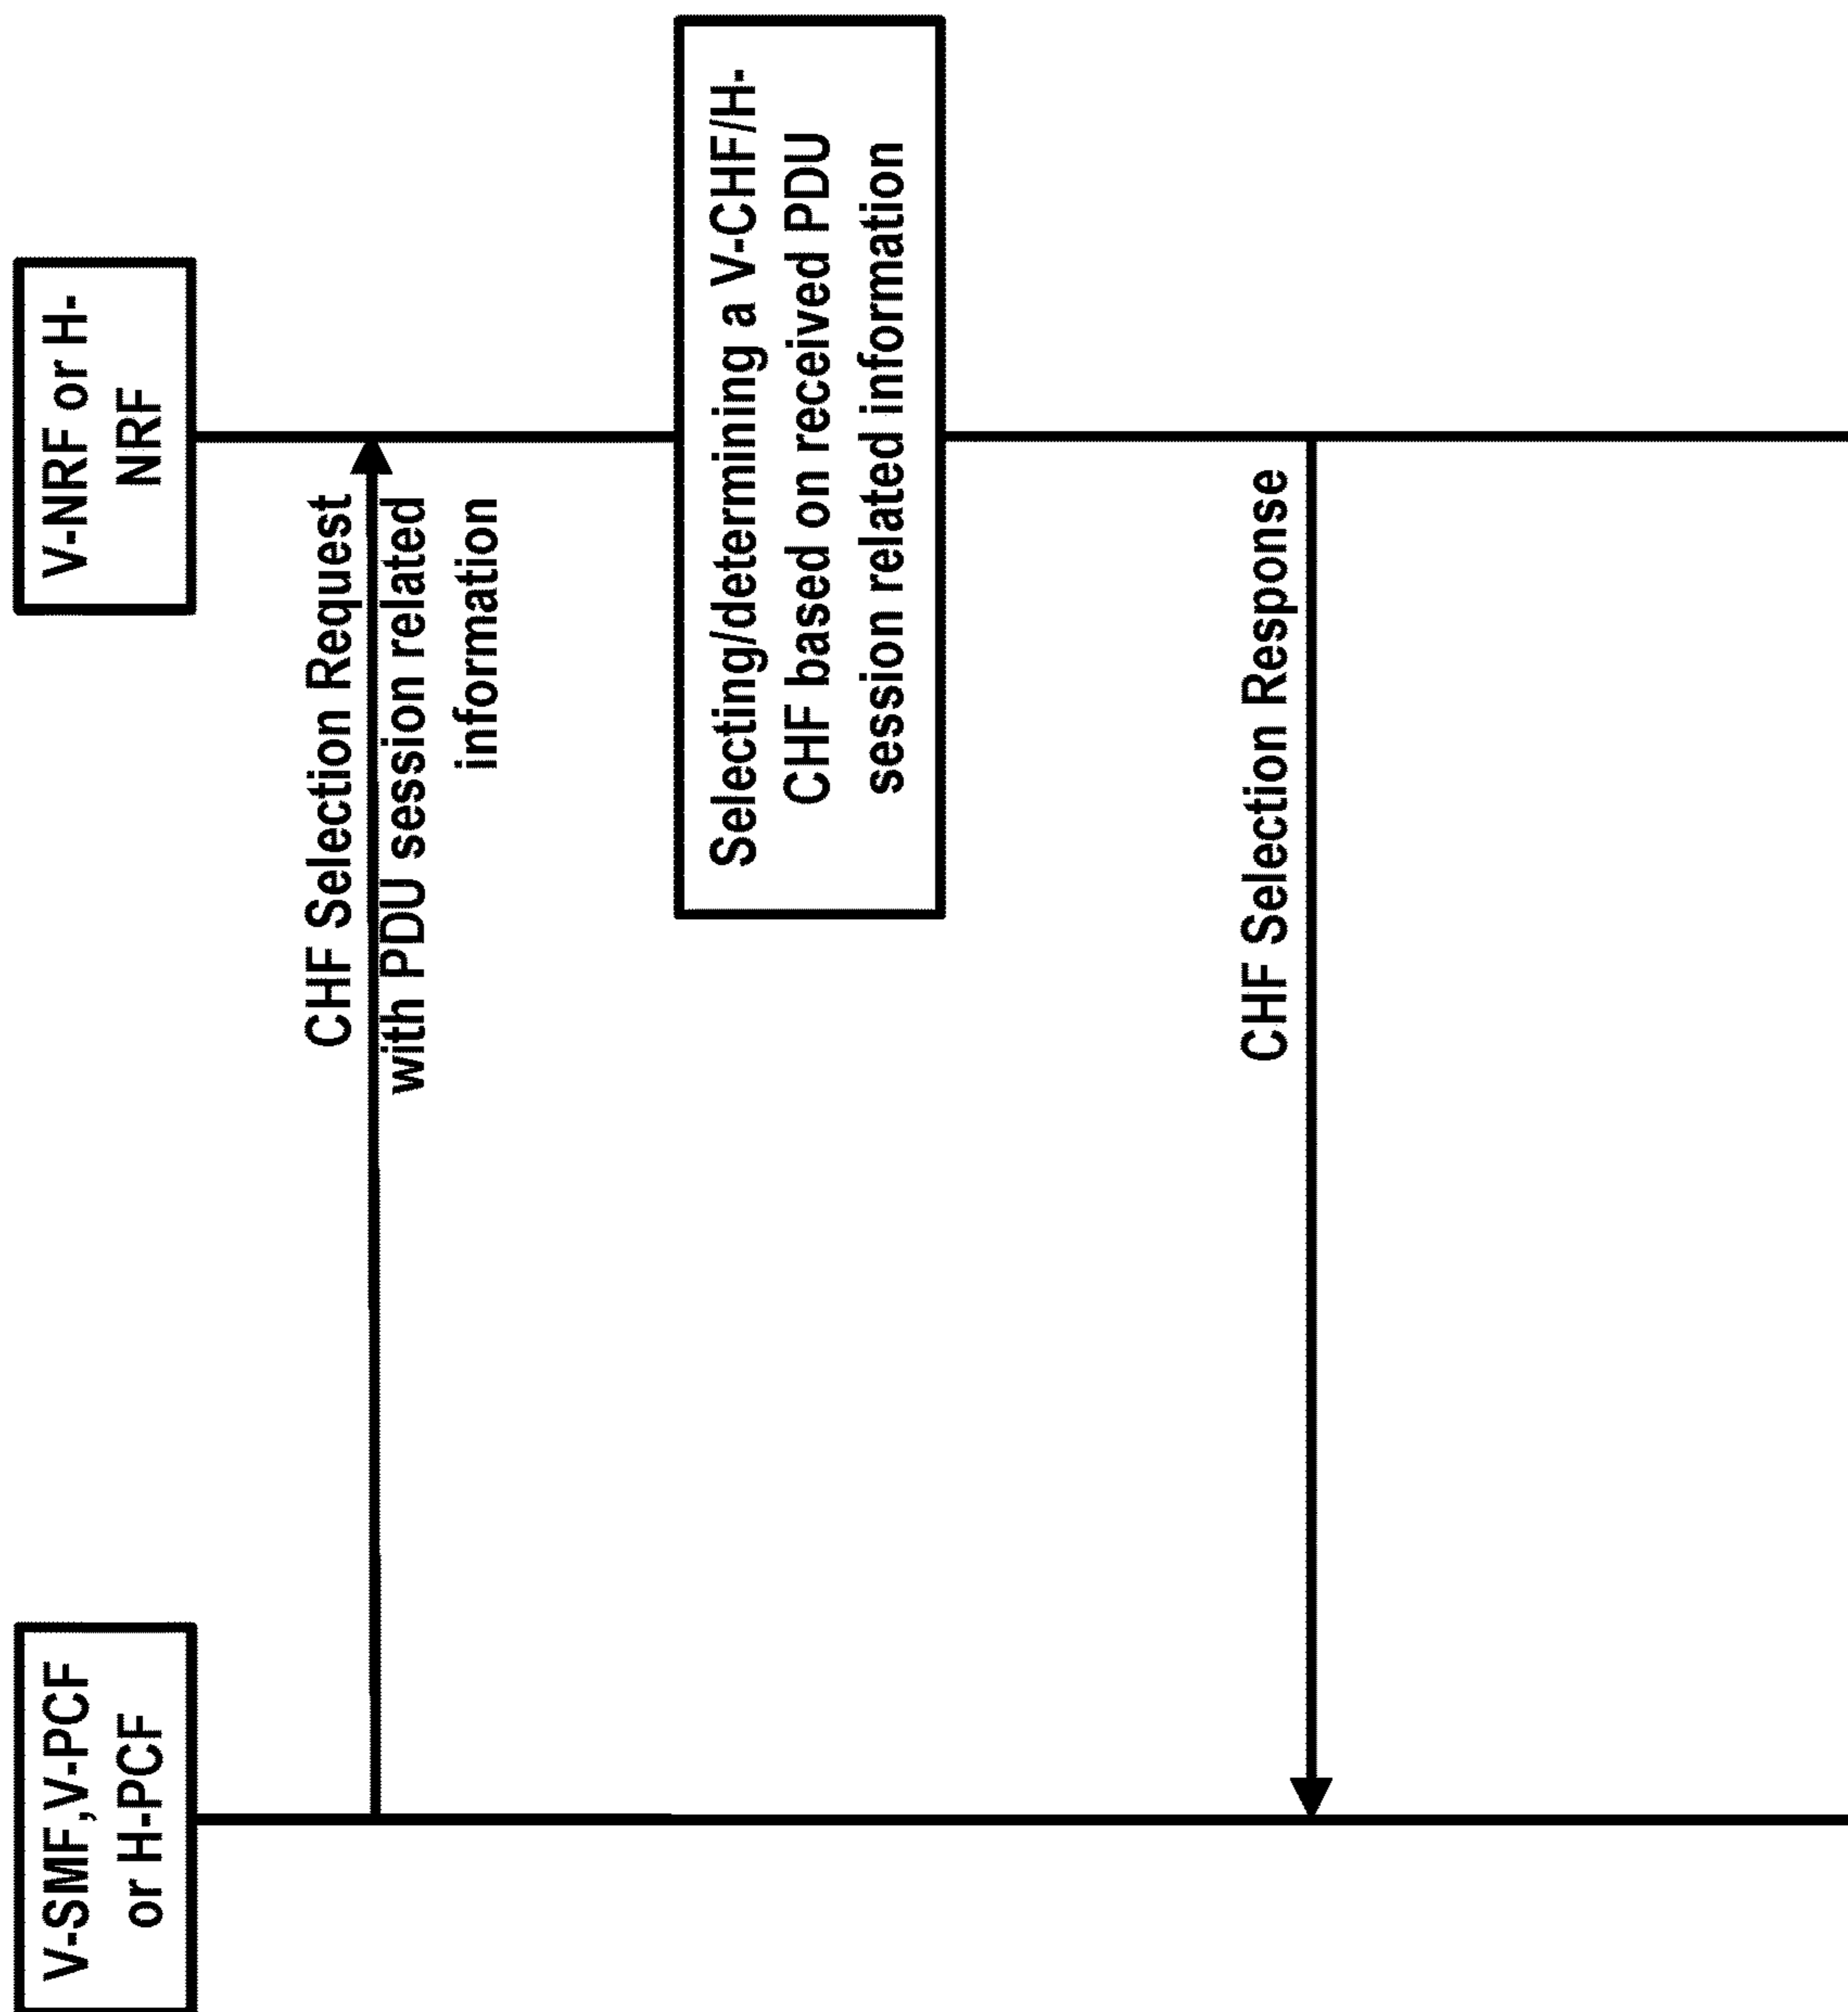 V-SMF,V-PCF
or H-PCF
V-NRF or H-
NRF
CHF Selection Request
with PDU session related
information
Selecting/determining a V-CHF/H-
CHF based on received PDU
session related information
CHF Selection Response